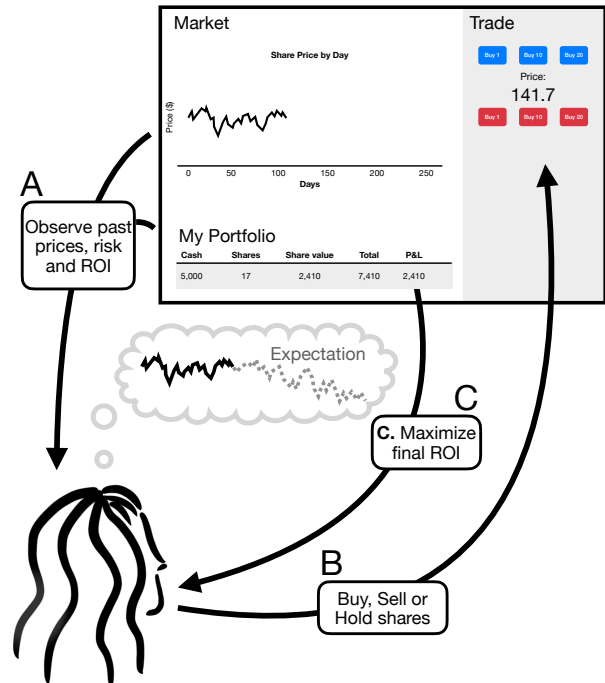 Market
Trade
Share Price by Day
Buy 1 Buy 10 Buy 20
Price:
141.7
Buy 1 Buy 10 Buy 20
Price ($)
0 50 100 150 200 250
Days
A
Observe past
prices, risk
and ROI
My Portfolio
Cash Shares Share value Total P&L
5,000 17 2,410 7,410 2,410
Expectation
C
C. Maximize
final ROI
B
Buy, Sell or
Hold shares